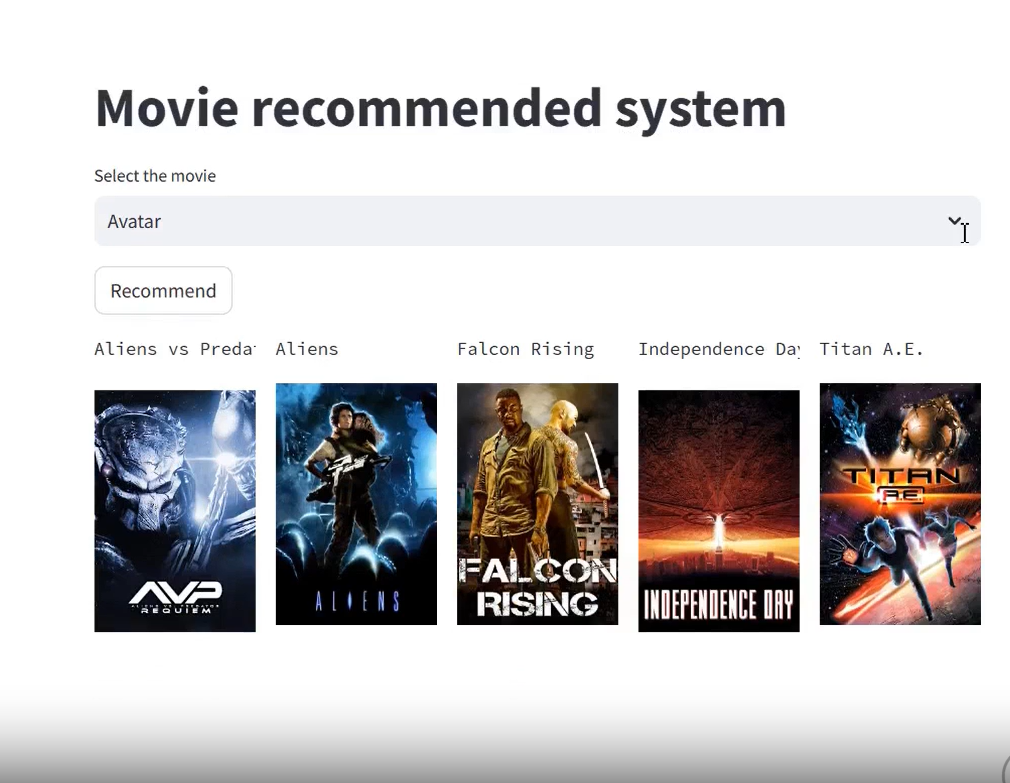 Movie recommended system
Select the movie
Avatar
Recommend
Aliens vs Preda
Aliens
Falcon Rising
Independence Day
Titan A.E.
AVP
REQUIEM
ALIENS
FALCON
RISING
INDEPENDENCE DAY
TITAN
A.E.